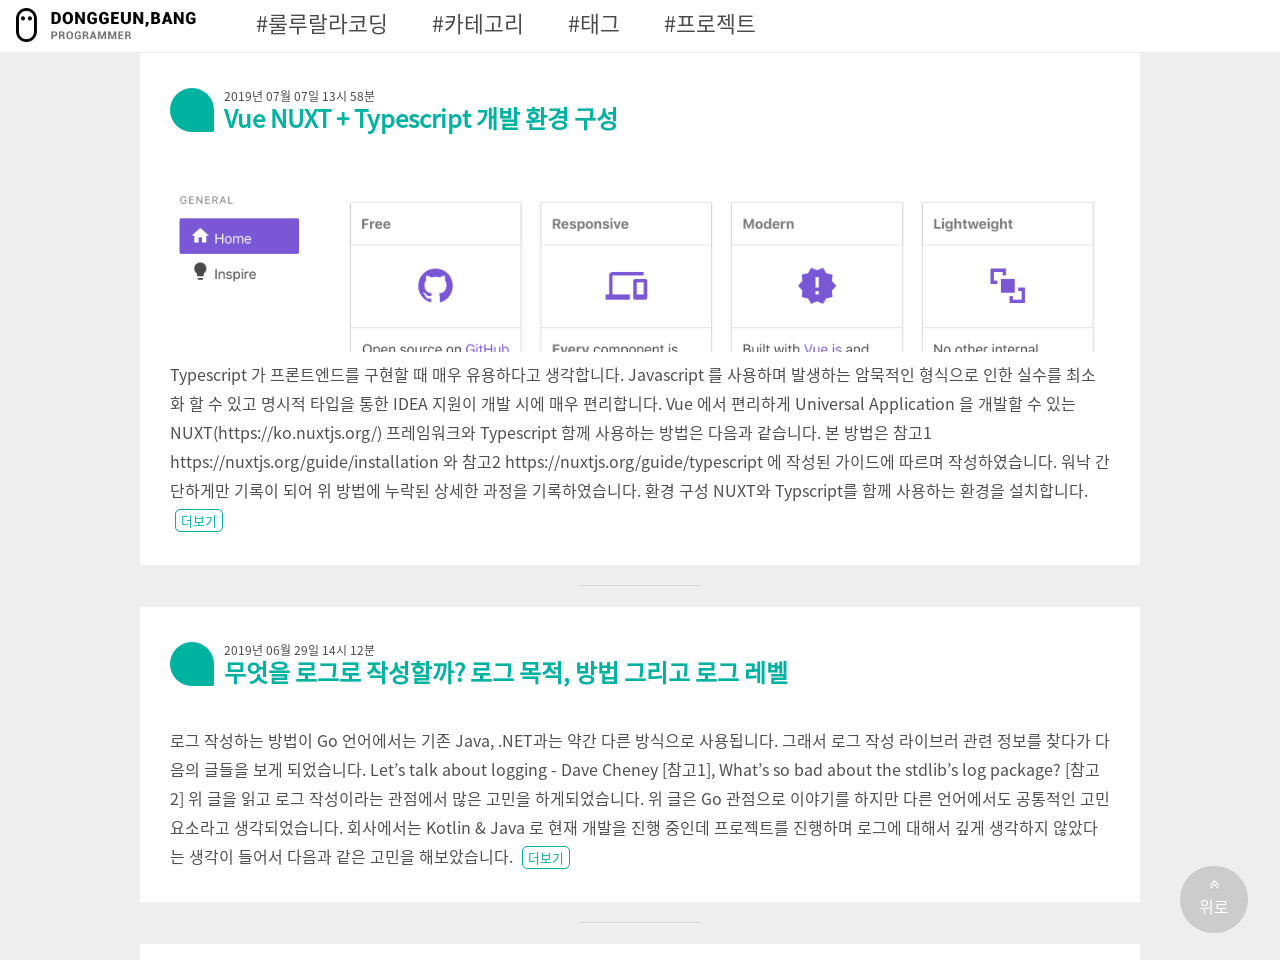 DONGGEUN,BANG
PROGRAMMER
#룰루랄라코딩 #카테고리 #태그 #프로젝트
2019년 07월 07일 13시 58분
Vue NUXT + Typescript 개발 환경 구성
GENERAL
Home
Inspire
Free Responsive Modern Lightweight
Open source on GitHub Every component is Built with Vue.js and No other internal
Typescript 가 프론트엔드를 구현할 때 매우 유용하다고 생각합니다. Javascript 를 사용하며 발생하는 암묵적인 형식으로 인한 실수를 최소
화 할 수 있고 명시적 타입을 통한 IDEA 지원이 개발 시에 매우 편리합니다. Vue 에서 편리하게 Universal Application 을 개발할 수 있는
NUXT(https://ko.nuxtjs.org/) 프레임워크와 Typescript 함께 사용하는 방법은 다음과 같습니다. 본 방법은 참고1
https://nuxtjs.org/guide/installation 와 참고2 https://nuxtjs.org/guide/typescript 에 작성된 가이드에 따르며 작성하였습니다. 워낙 간
단하게만 기록이 되어 위 방법에 누락된 상세한 과정을 기록하였습니다. 환경 구성 NUXT와 Typscript를 함께 사용하는 환경을 설치합니다.
더보기
2019년 06월 29일 14시 12분
무엇을 로그로 작성할까? 로그 목적, 방법 그리고 로그 레벨
로그 작성하는 방법이 Go 언어에서는 기존 Java, .NET과는 약간 다른 방식으로 사용됩니다. 그래서 로그 작성 라이브러 관련 정보를 찾다가 다
음의 글들을 보게 되었습니다. Let’s talk about logging - Dave Cheney [참고1], What’s so bad about the stdlib’s log package? [참고
2] 위 글을 읽고 로그 작성이라는 관점에서 많은 고민을 하게되었습니다. 위 글은 Go 관점으로 이야기를 하지만 다른 언어에서도 공통적인 고민
요소라고 생각되었습니다. 회사에서는 Kotlin & Java 로 현재 개발을 진행 중인데 프로젝트를 진행하며 로그에 대해서 깊게 생각하지 않았다
는 생각이 들어서 다음과 같은 고민을 해보았습니다. 더보기
위로